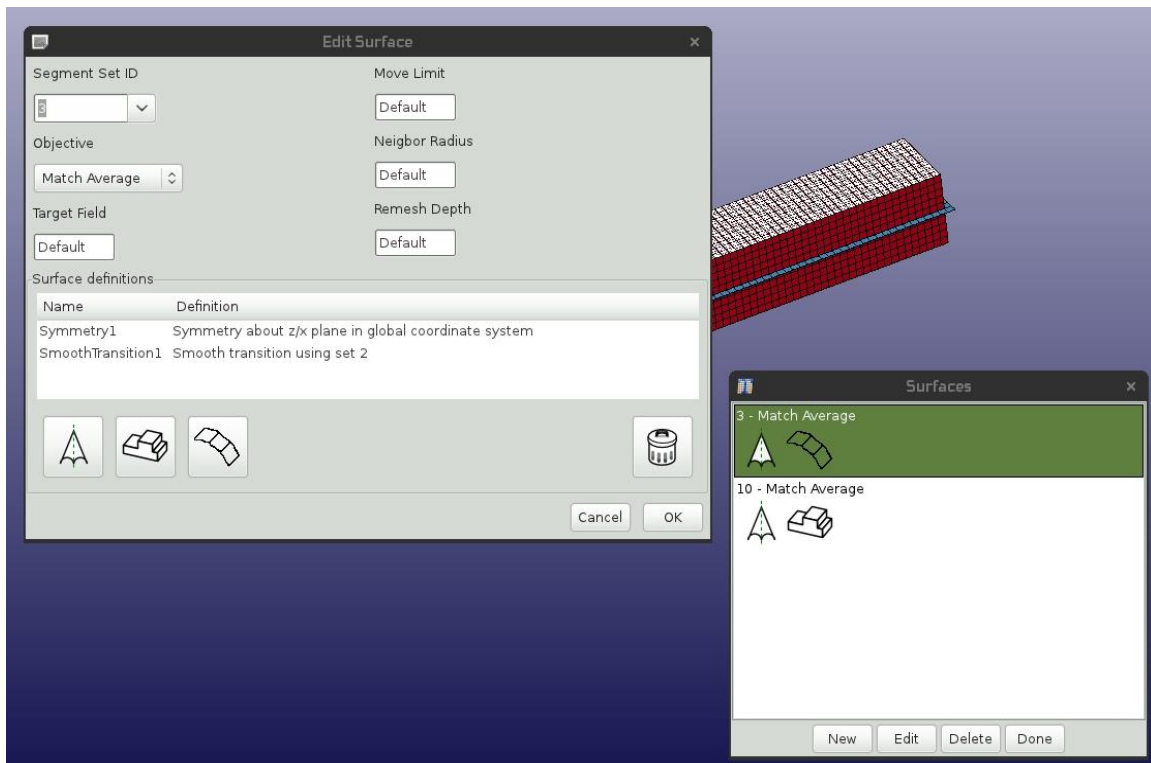 Edit Surface
Segment Set ID
3
Objective
Match Average
Target Field
Default
Move Limit
Default
Neigbor Radius
Default
Remesh Depth
Default
Surface definitions
Name Definition
Symmetry1 Symmetry about z/x plane in global coordinate system
SmoothTransition1 Smooth transition using set 2
Cancel OK
Surfaces
3 - Match Average
10 - Match Average
New Edit Delete Done